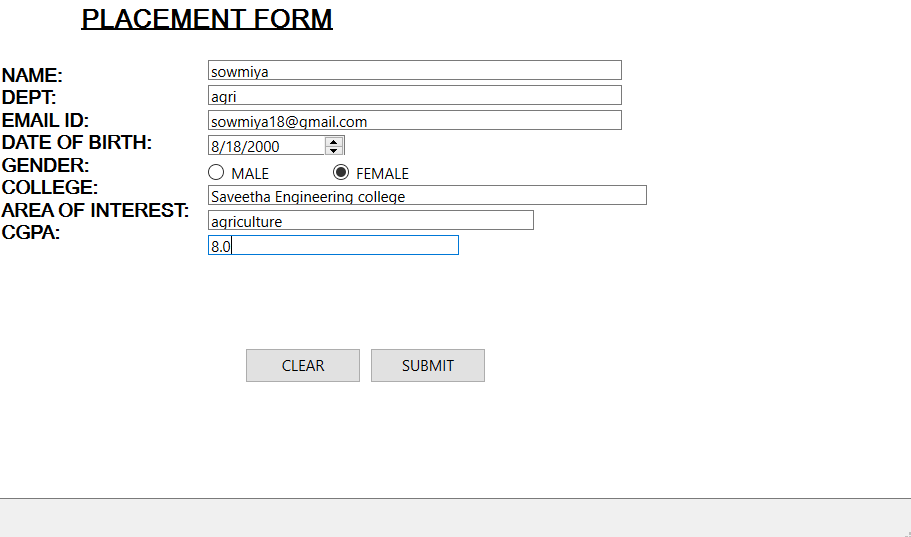 PLACEMENT FORM
NAME: sowmiya
DEPT: agri
EMAIL ID: sowmiya18@gmail.com
DATE OF BIRTH: 8/18/2000
GENDER: MALE FEMALE
COLLEGE: Saveetha Engineering college
AREA OF INTEREST: agriculture
CGPA: 8.0
CLEAR SUBMIT